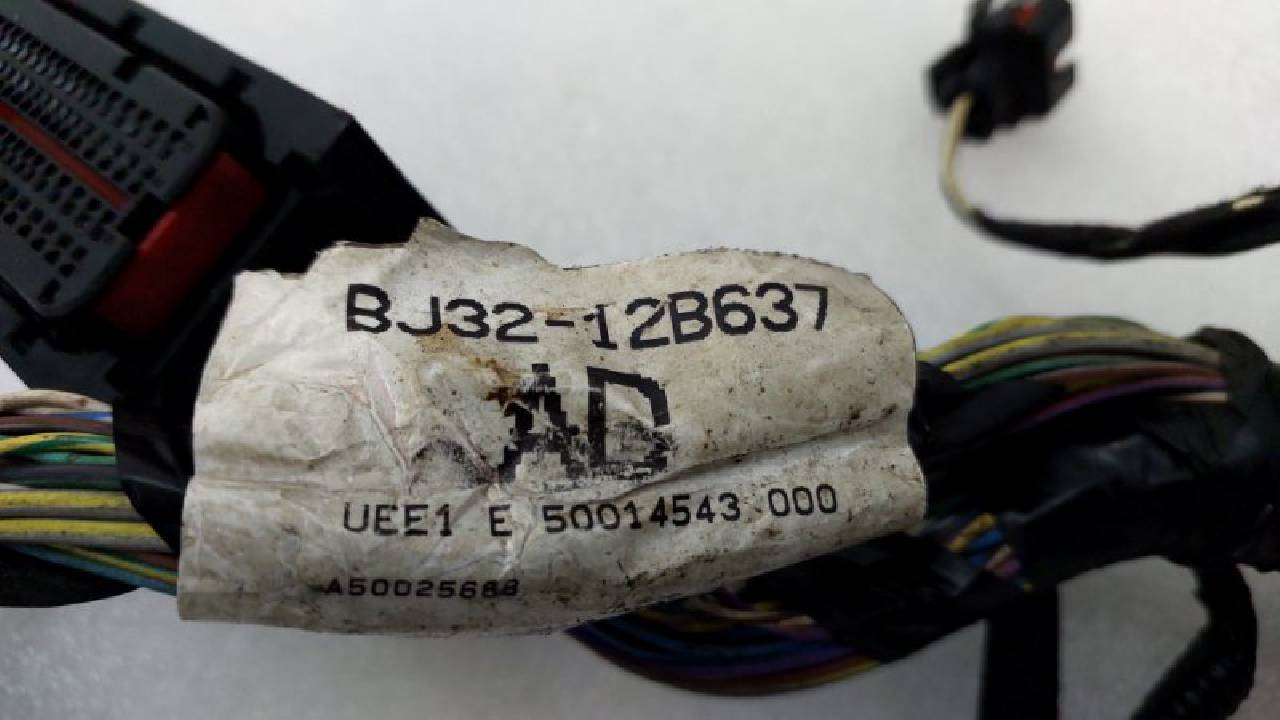 BJ32-12B637
AD
UEE1 E 50014543 000
A50025688